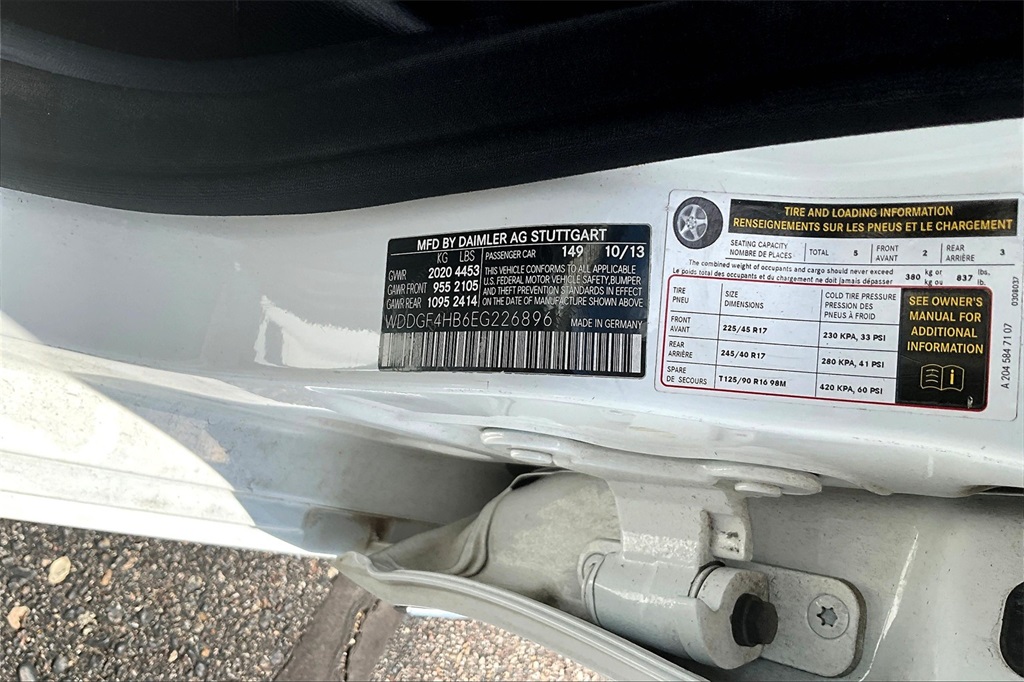 MFD BY DAIMLER AG STUTTGART
KG LBS PASSENGER CAR 149 10/13
GVWR 2020 4453
GAWR FRONT 955 2105
GAWR REAR 1095 2414
THIS VEHICLE CONFORMS TO ALL APPLICABLE
U.S. FEDERAL MOTOR VEHICLE SAFETY, BUMPER
AND THEFT PREVENTION STANDARDS IN EFFECT
ON THE DATE OF MANUFACTURE SHOWN ABOVE
WDDGF4HB6EG226896 MADE IN GERMANY
TIRE AND LOADING INFORMATION
RENSEIGNEMENTS SUR LES PNEUS ET LE CHARGEMENT
SEATING CAPACITY
NOMBRE DE PLACES
TOTAL 5
FRONT
AVANT
2
REAR
ARRIÈRE
3
The combined weight of occupants and cargo should never exceed
Le poids total des occupants et du chargement ne doit jamais dépasser
380 kg or
kg ou
837 lbs.
lb.
TIRE
PNEU
SIZE
DIMENSIONS
COLD TIRE PRESSURE
PRESSION DES
PNEUS À FROID
FRONT
AVANT
225/45 R17
230 KPA, 33 PSI
REAR
ARRIÈRE
245/40 R17
280 KPA, 41 PSI
SPARE
DE SECOURS
T125/90 R16 98M
420 KPA, 60 PSI
SEE OWNER'S
MANUAL FOR
ADDITIONAL
INFORMATION
i
0308037
A 204 584 71 07